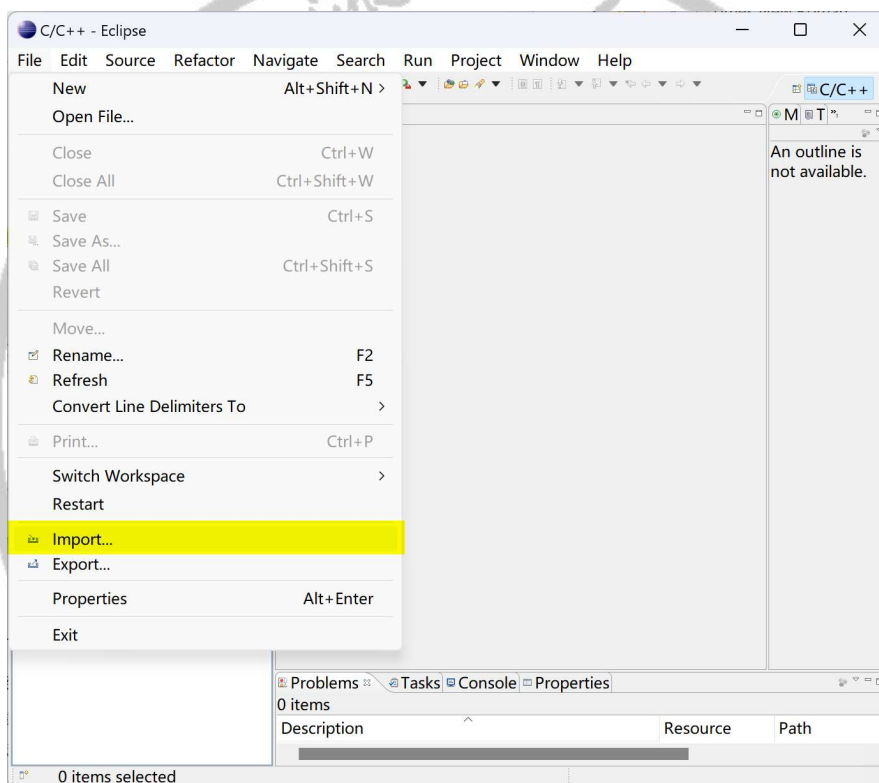 C/C++ - Eclipse
File Edit Source Refactor Navigate Search Run Project Window Help
New Alt+Shift+N >
Open File...
Close Ctrl+W
Close All Ctrl+Shift+W
Save Ctrl+S
Save As...
Save All Ctrl+Shift+S
Revert
Move...
Rename... F2
Refresh F5
Convert Line Delimiters To >
Print... Ctrl+P
Switch Workspace >
Restart
Import...
Export...
Properties Alt+Enter
Exit
C/C++
M T
An outline is
not available.
Problems Tasks Console Properties
0 items
Description Resource Path
0 items selected